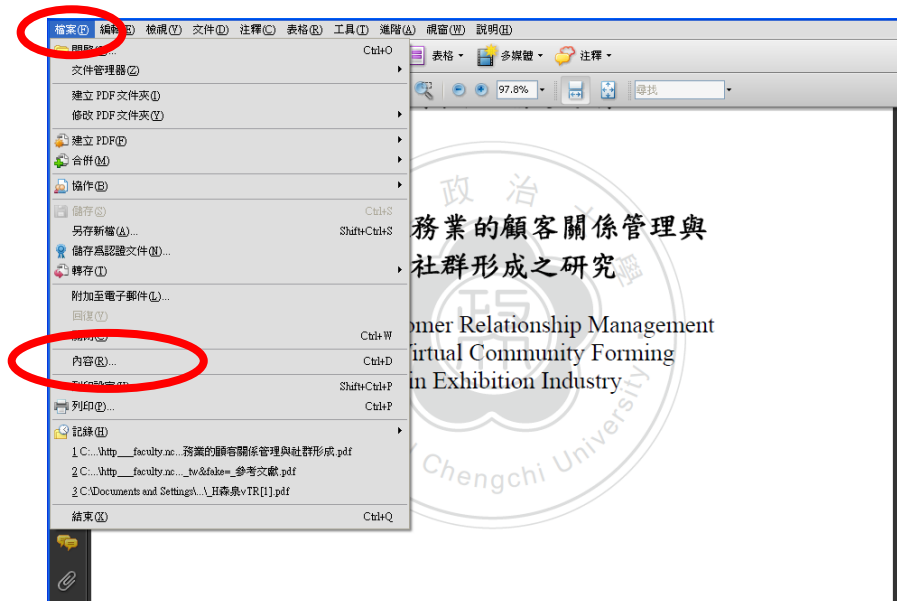 檔案(F) 編輯(E) 檢視(V) 文件(D) 注釋(C) 表格(R) 工具(T) 進階(A) 視窗(W) 說明(H)
表格 多媒體 注釋
97.8% 尋找
Ctrl+O
文件管理器(Z)
建立 PDF 文件夾(I)
修改 PDF 文件夾(Y)
建立 PDF(F)
合併(M)
協作(B)
儲存(S) Ctrl+S
另存新檔(A)... Shift+Ctrl+S
儲存為認證文件(N)...
轉存(T)
附加至電子郵件(L)...
回復(V)
Ctrl+W
內容(R)... Ctrl+D
Shift+Ctrl+P
列印(P)... Ctrl+P
記錄(H)
1 C:...\http___faculty.nc...務業的顧客關係管理與社群形成.pdf
2 C:...\http___faculty.nc..._tw&fake=_參考文獻.pdf
3 C:\Documents and Settings\...\_H森泉vTR[1].pdf
結束(X) Ctrl+Q
政 治 大 學
務業的顧客關係管理與
社群形成之研究
omer Relationship Management
irtual Community Forming
in Exhibition Industry
Chengchi University